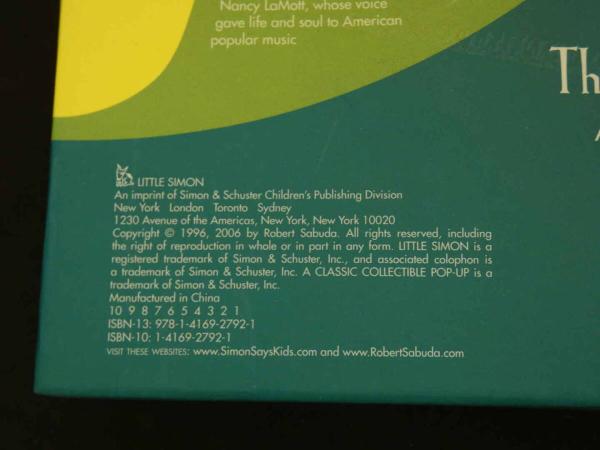 Nancy LaMott, whose voice
gave life and soul to American
popular music
Th
LITTLE SIMON
An imprint of Simon & Schuster Children's Publishing Division
New York London Toronto Sydney
1230 Avenue of the Americas, New York, New York 10020
Copyright © 1996, 2006 by Robert Sabuda. All rights reserved, including
the right of reproduction in whole or in part in any form. LITTLE SIMON is a
registered trademark of Simon & Schuster, Inc., and associated colophon is
a trademark of Simon & Schuster, Inc. A CLASSIC COLLECTIBLE POP-UP is a
trademark of Simon & Schuster, Inc.
Manufactured in China
10 9 8 7 6 5 4 3 2 1
ISBN-13: 978-1-4169-2792-1
ISBN-10: 1-4169-2792-1
VISIT THESE WEBSITES: www.SimonSaysKids.com and www.RobertSabuda.com